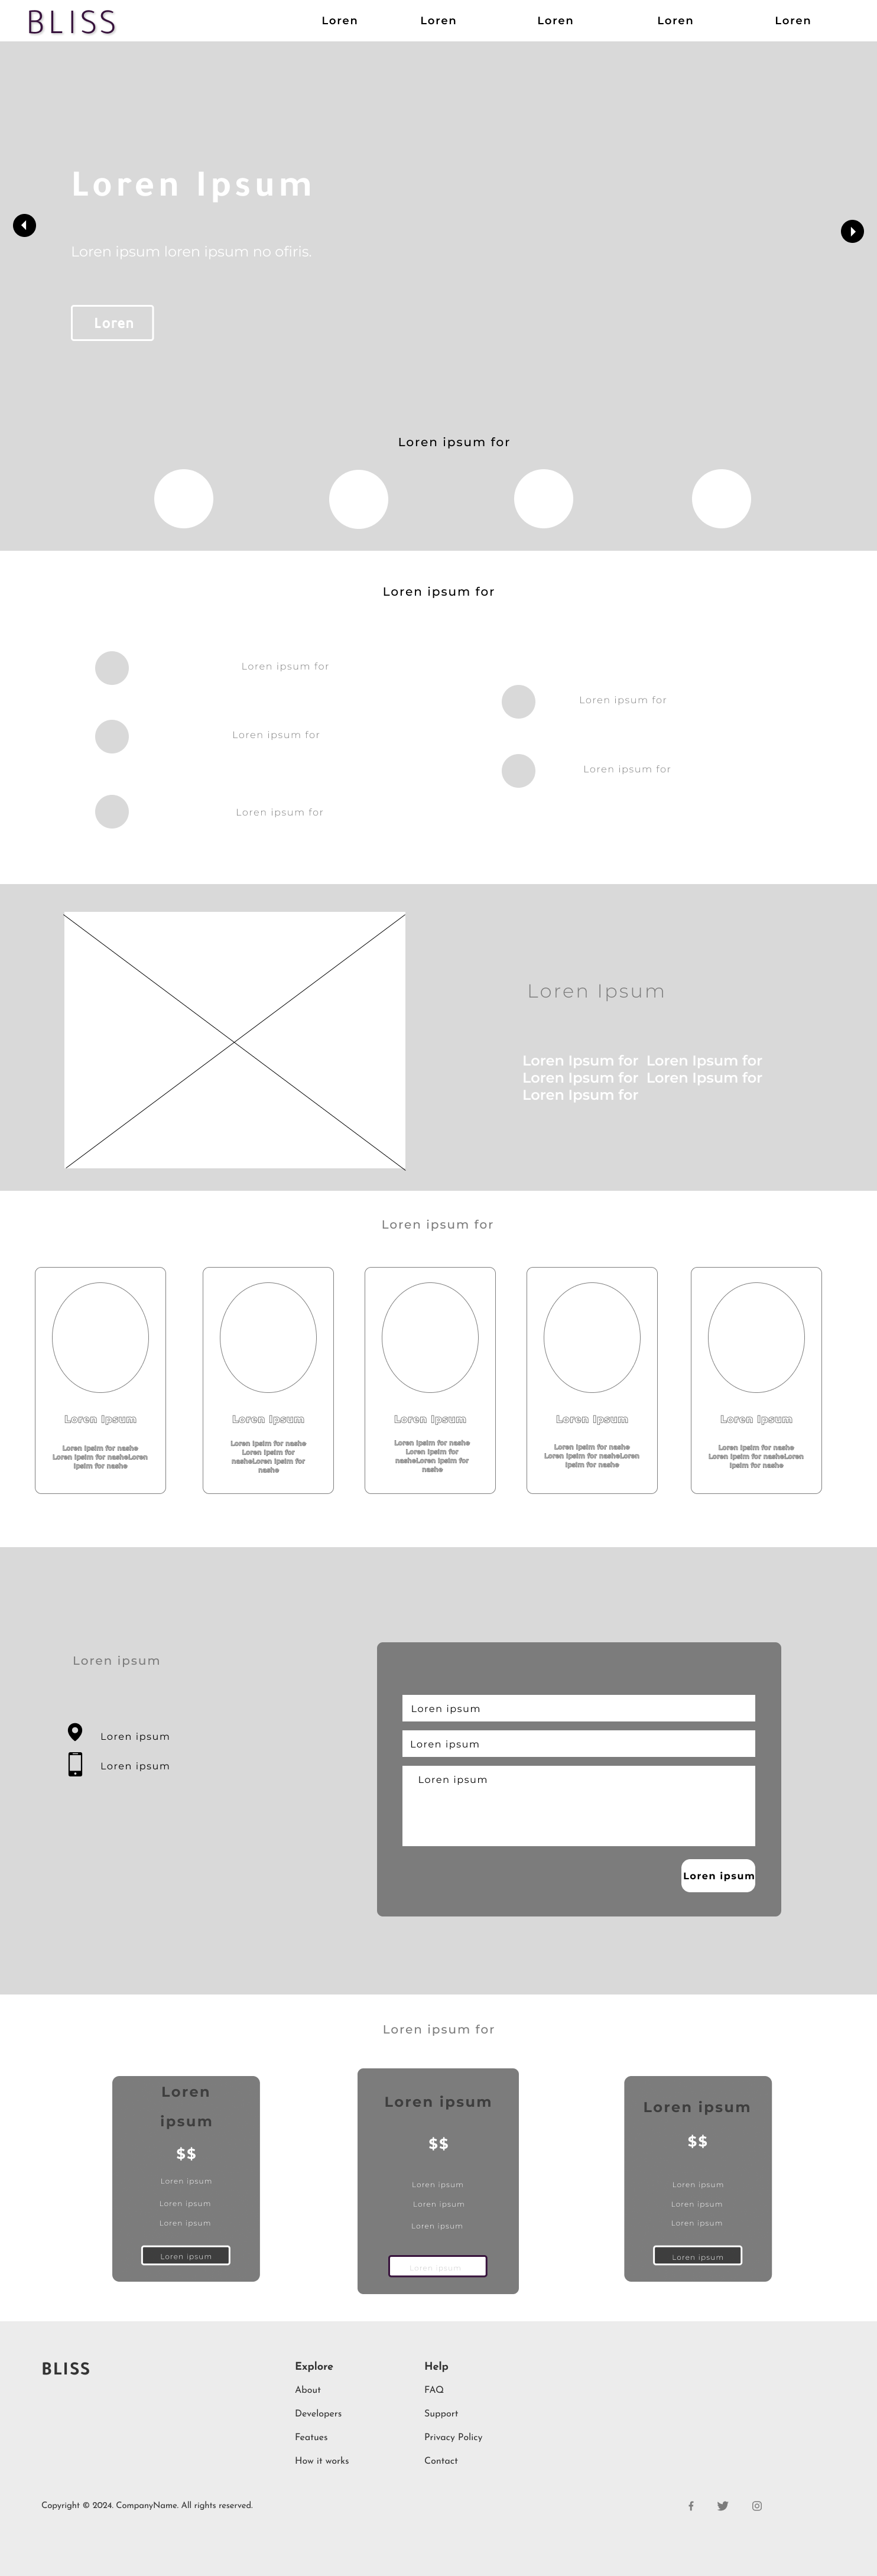 BLISS
Loren Loren Loren Loren Loren
Loren Ipsum
Loren ipsum loren ipsum no ofiris.
Loren
Loren ipsum for
Loren ipsum for
Loren ipsum for
Loren ipsum for
Loren ipsum for
Loren ipsum for
Loren ipsum for
Loren Ipsum
Loren Ipsum for Loren Ipsum for
Loren Ipsum for Loren Ipsum for
Loren Ipsum for
Loren ipsum for
Loren Ipsum
Loren Ipsim for nashe
Loren Ipsim for nasheLoren
Ipsim for nashe
Loren Ipsum
Loren Ipsim for nashe
Loren Ipsim for
nasheLoren Ipsim for
nashe
Loren Ipsum
Loren Ipsim for nashe
Loren Ipsim for
nasheLoren Ipsim for
nashe
Loren Ipsum
Loren Ipsim for nashe
Loren Ipsim for nasheLoren
Ipsim for nashe
Loren Ipsum
Loren Ipsim for nashe
Loren Ipsim for nasheLoren
Ipsim for nashe
Loren ipsum
Loren ipsum
Loren ipsum
Loren ipsum
Loren ipsum
Loren ipsum
Loren ipsum
Loren ipsum for
Loren
ipsum
$$
Loren ipsum
Loren ipsum
Loren ipsum
Loren ipsum
Loren ipsum
$$
Loren ipsum
Loren ipsum
Loren ipsum
Loren ipsum
Loren ipsum
$$
Loren ipsum
Loren ipsum
Loren ipsum
Loren ipsum
BLISS
Explore
About
Developers
Featues
How it works
Help
FAQ
Support
Privacy Policy
Contact
Copyright © 2024. CompanyName. All rights reserved.